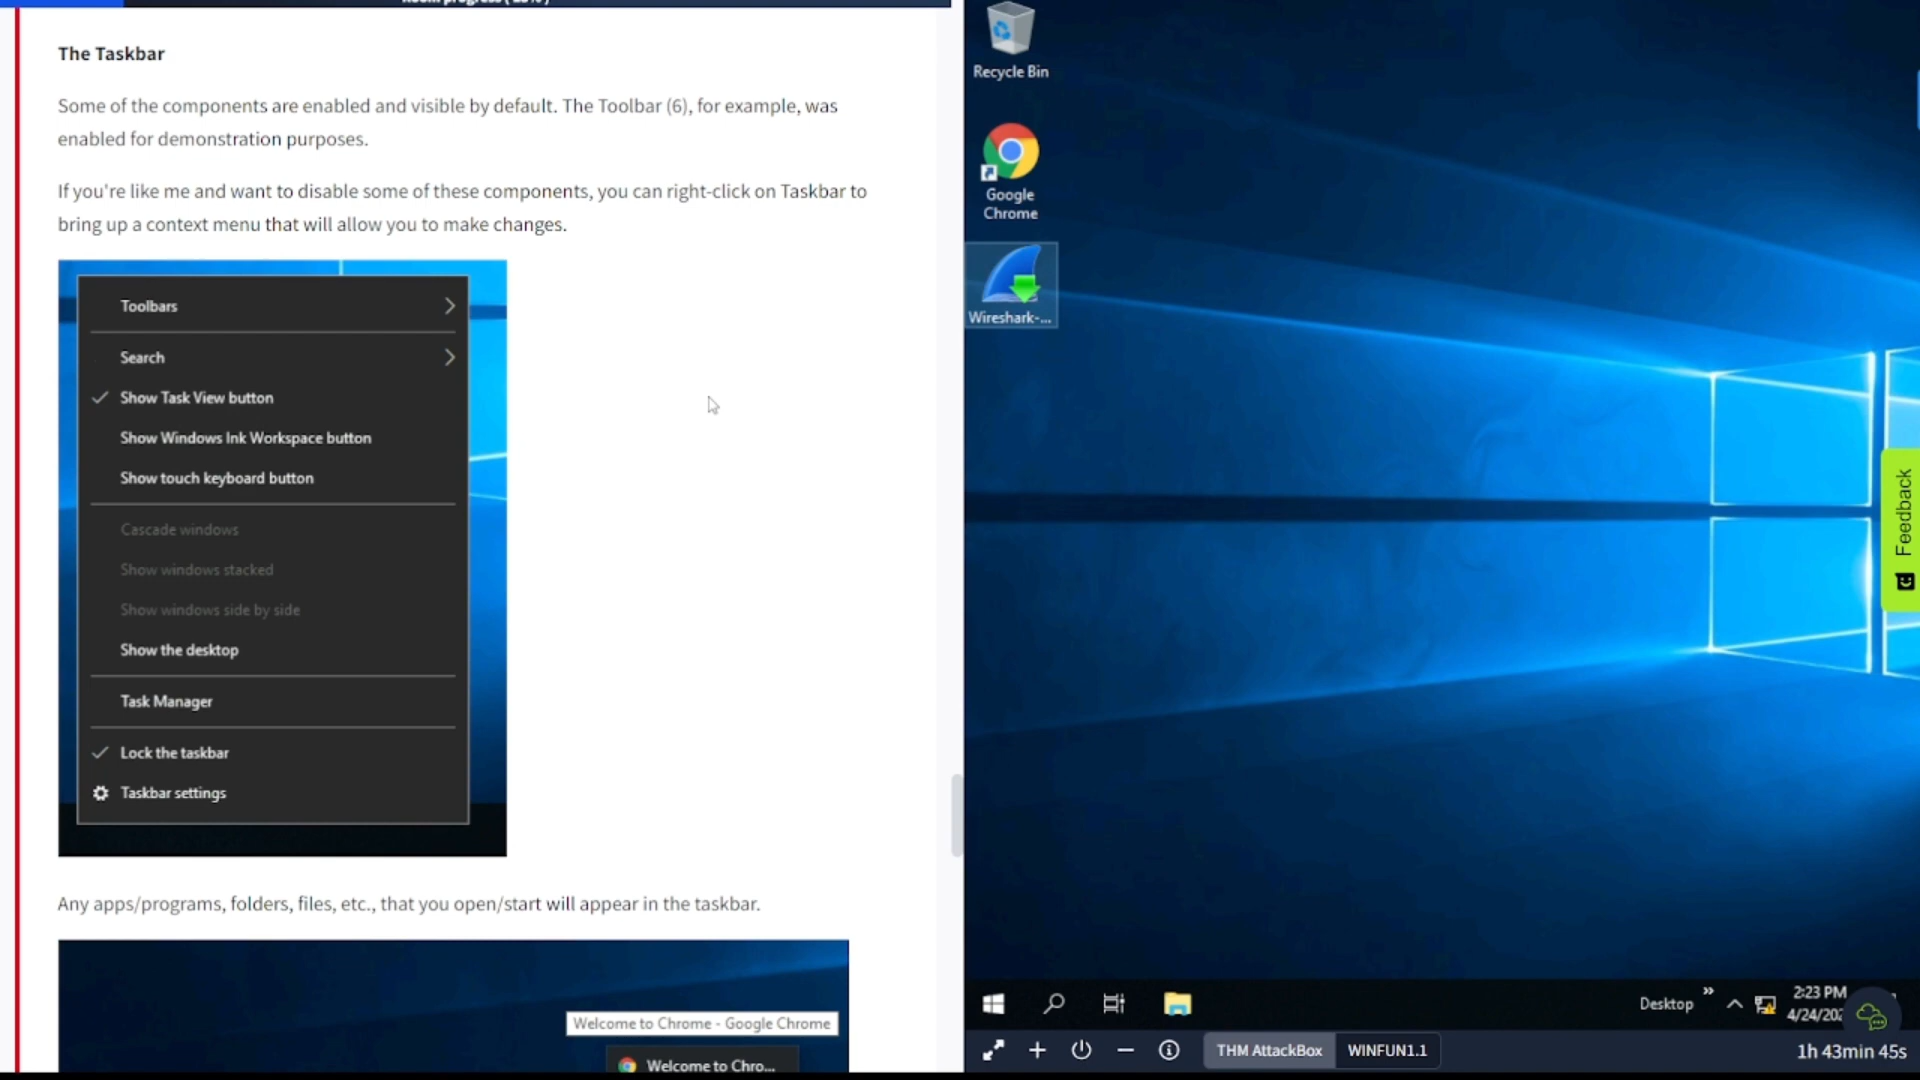 The Taskbar
Some of the components are enabled and visible by default. The Toolbar (6), for example, was
enabled for demonstration purposes.
If you're like me and want to disable some of these components, you can right-click on Taskbar to
bring up a context menu that will allow you to make changes.
Toolbars
Search
Show Task View button
Show Windows Ink Workspace button
Show touch keyboard button
Cascade windows
Show windows stacked
Show windows side by side
Show the desktop
Task Manager
Lock the taskbar
Taskbar settings
Any apps/programs, folders, files, etc., that you open/start will appear in the taskbar.
Welcome to Chrome - Google Chrome
Welcome to Chro...
Recycle Bin
Google
Chrome
Wireshark-...
Feedback
Desktop
2:23 PM
4/24/202
THM AttackBox
WINFUN1.1
1h 43min 45s